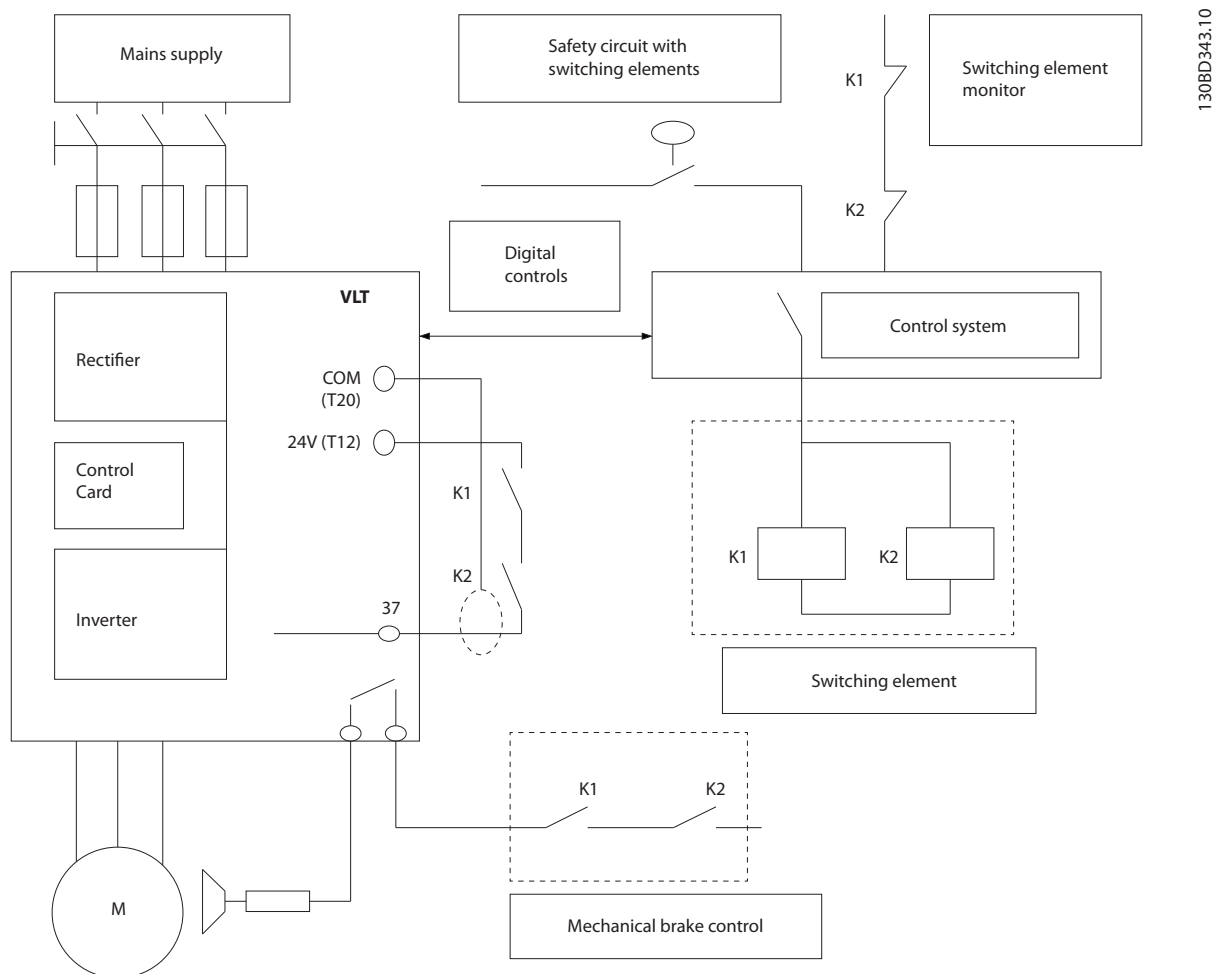 Mains supply
Safety circuit with
switching elements
K1
Switching element
monitor
130BD343.10
K2
Digital
controls
VLT
Control system
Rectifier
COM
(T20)
24V (T12)
Control
Card
K1
K1
K2
K2
Inverter
37
Switching element
K1
K2
M
Mechanical brake control